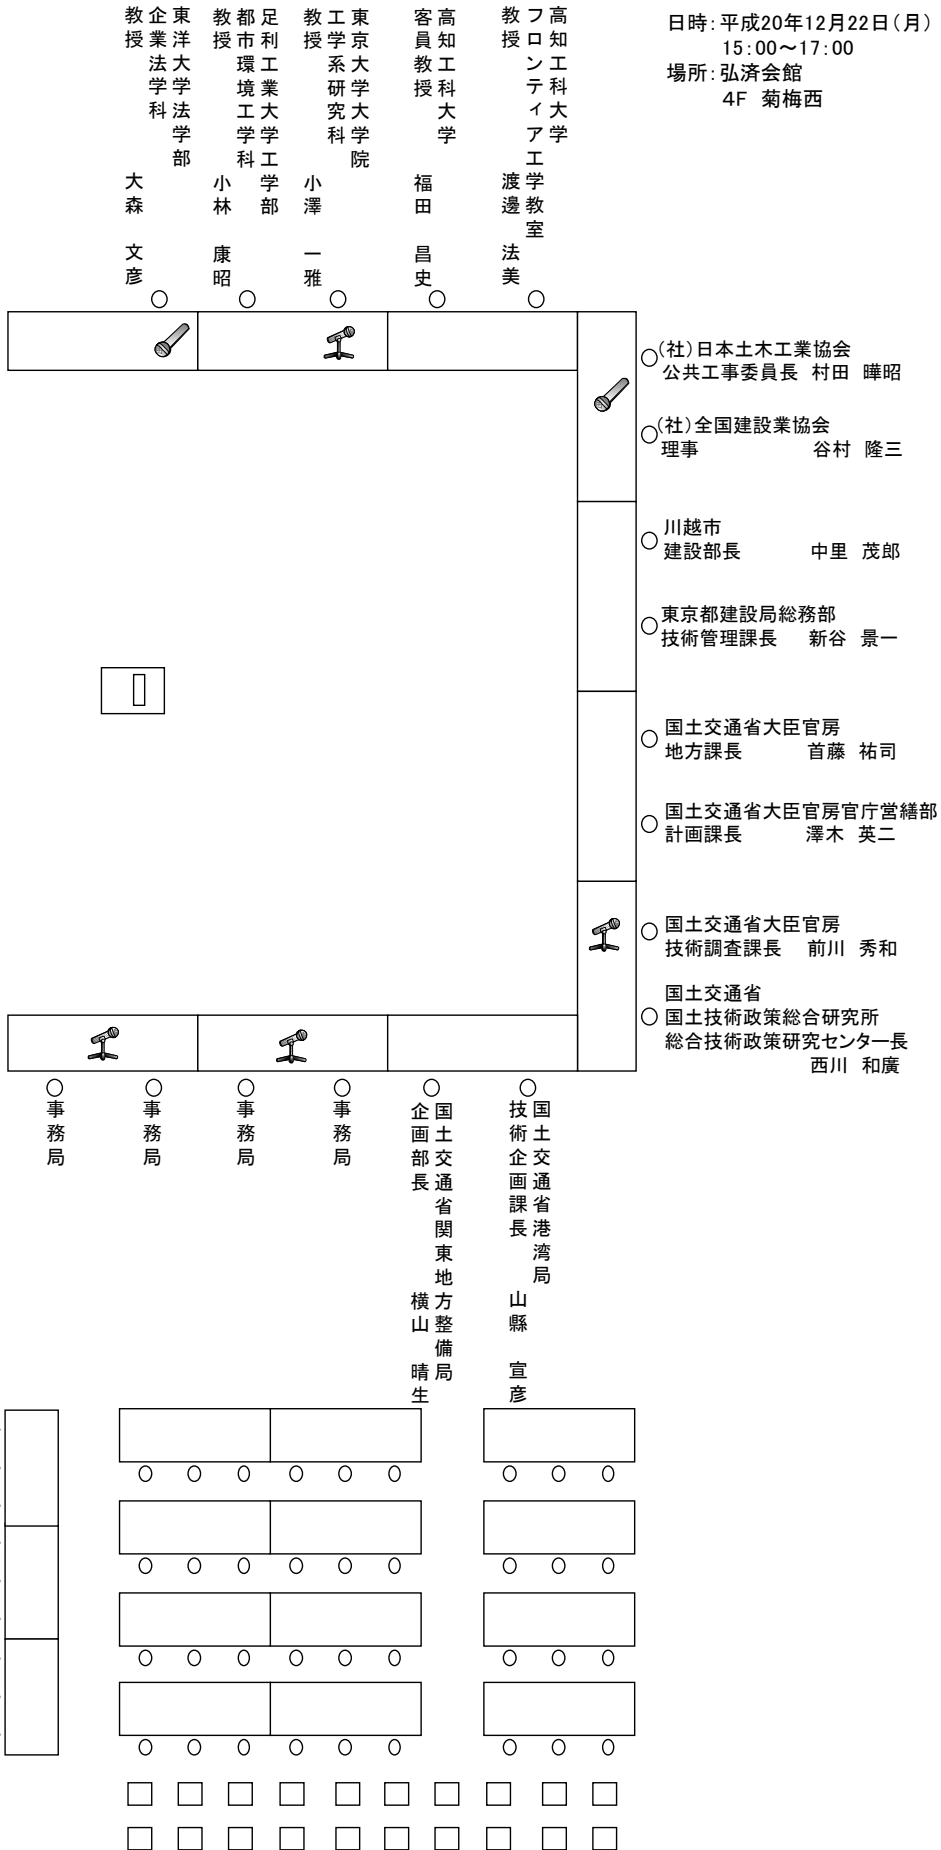 日時：平成20年12月22日（月）
15：00～17：00
場所：弘済会館
4F 菊梅西
高知工科大学
フロンティア工学教室
教授 渡邊 法美
高知工科大学
客員教授 福田 昌史
東京大学大学院
工学系研究科
教授 小澤 一雅
足利工業大学工学部
都市環境工学科
教授 小林 康昭
東洋大学法学部
企業法学科
教授 大森 文彦
（社）日本土木工業協会
公共工事委員長 村田 曄昭
（社）全国建設業協会
理事 谷村 隆三
川越市
建設部長 中里 茂郎
東京都建設局総務部
技術管理課長 新谷 景一
国土交通省大臣官房
地方課長 首藤 祐司
国土交通省大臣官房官庁営繕部
計画課長 澤木 英二
国土交通省大臣官房
技術調査課長 前川 秀和
国土交通省
国土技術政策総合研究所
総合技術政策研究センター長
西川 和廣
国土交通省港湾局
技術企画課長 山縣 宣彦
国土交通省関東地方整備局
企画部長 横山 晴生
事務局
事務局
事務局
事務局